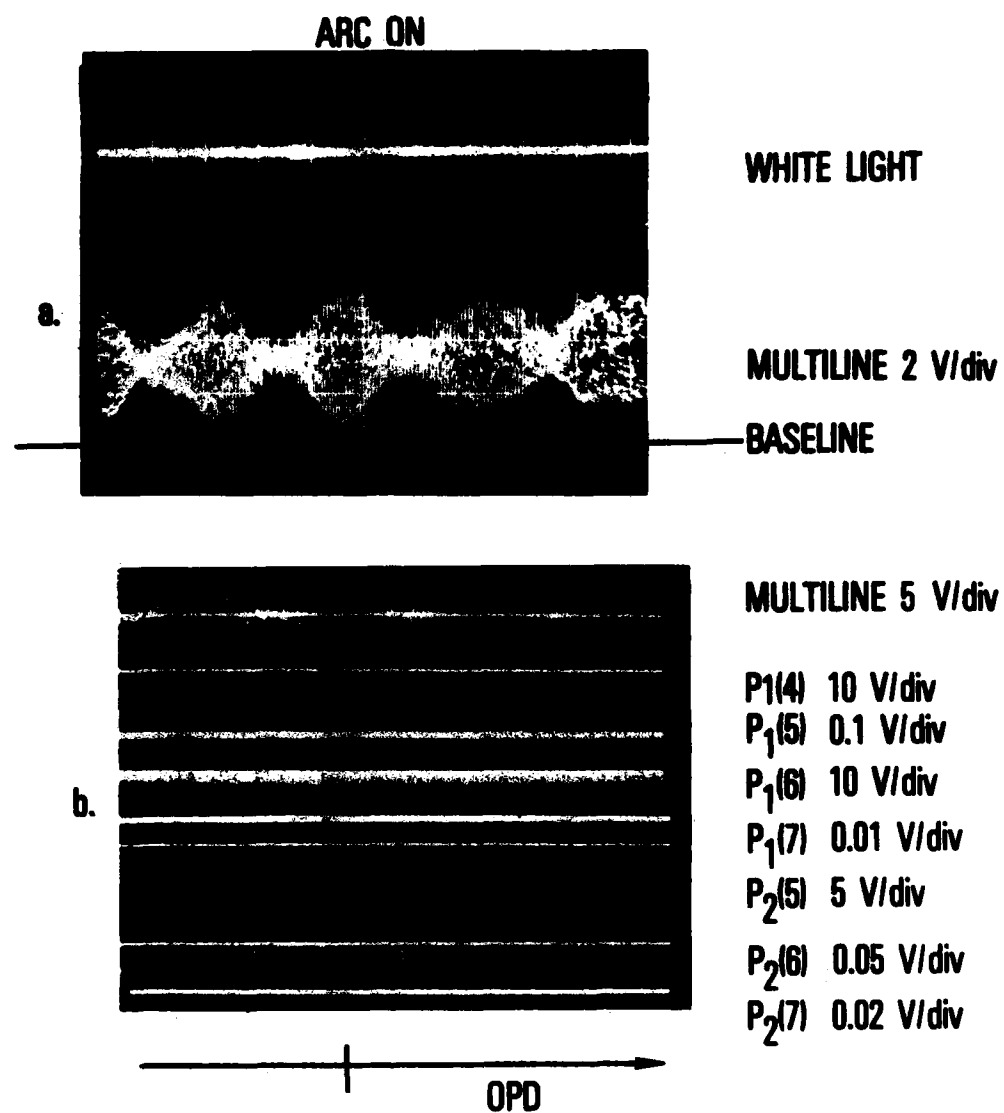 ARC ON
WHITE LIGHT
a.
MULTILINE 2 V/div
BASELINE
MULTILINE 5 V/div
P1(4) 10 V/div
P₁(5) 0.1 V/div
P₁(6) 10 V/div
b.
P₁(7) 0.01 V/div
P₂(5) 5 V/div
P₂(6) 0.05 V/div
P₂(7) 0.02 V/div
OPD